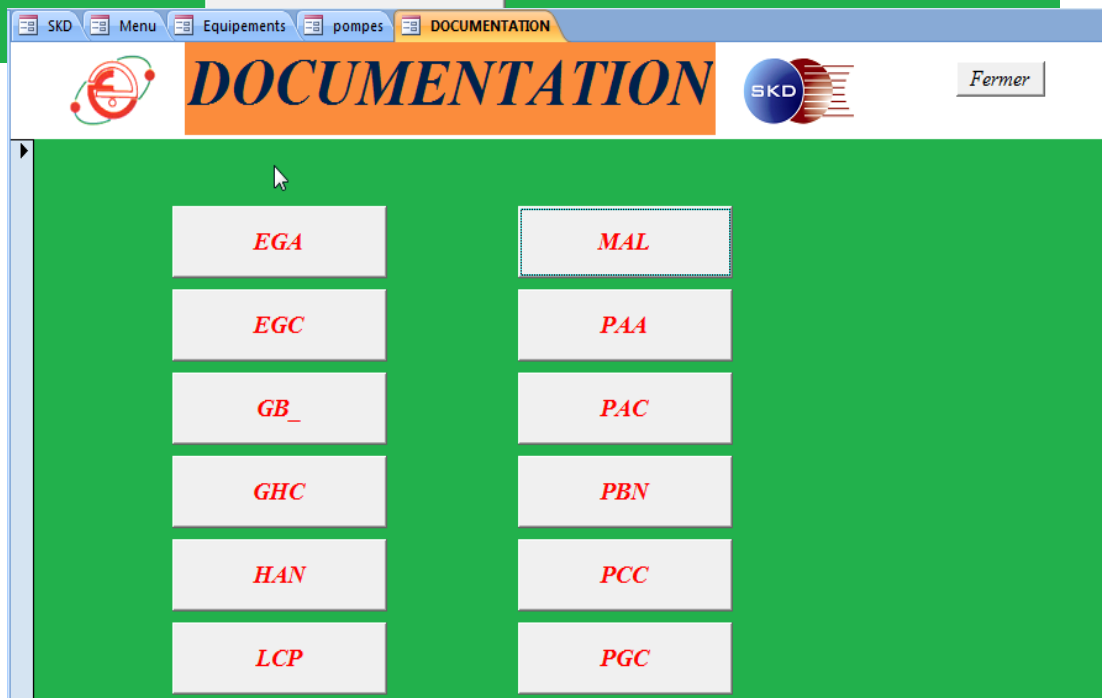 SKD Menu Equipements pompes DOCUMENTATION
DOCUMENTATION
SKD
Fermer
EGA MAL
EGC PAA
GB_ PAC
GHC PBN
HAN PCC
LCP PGC